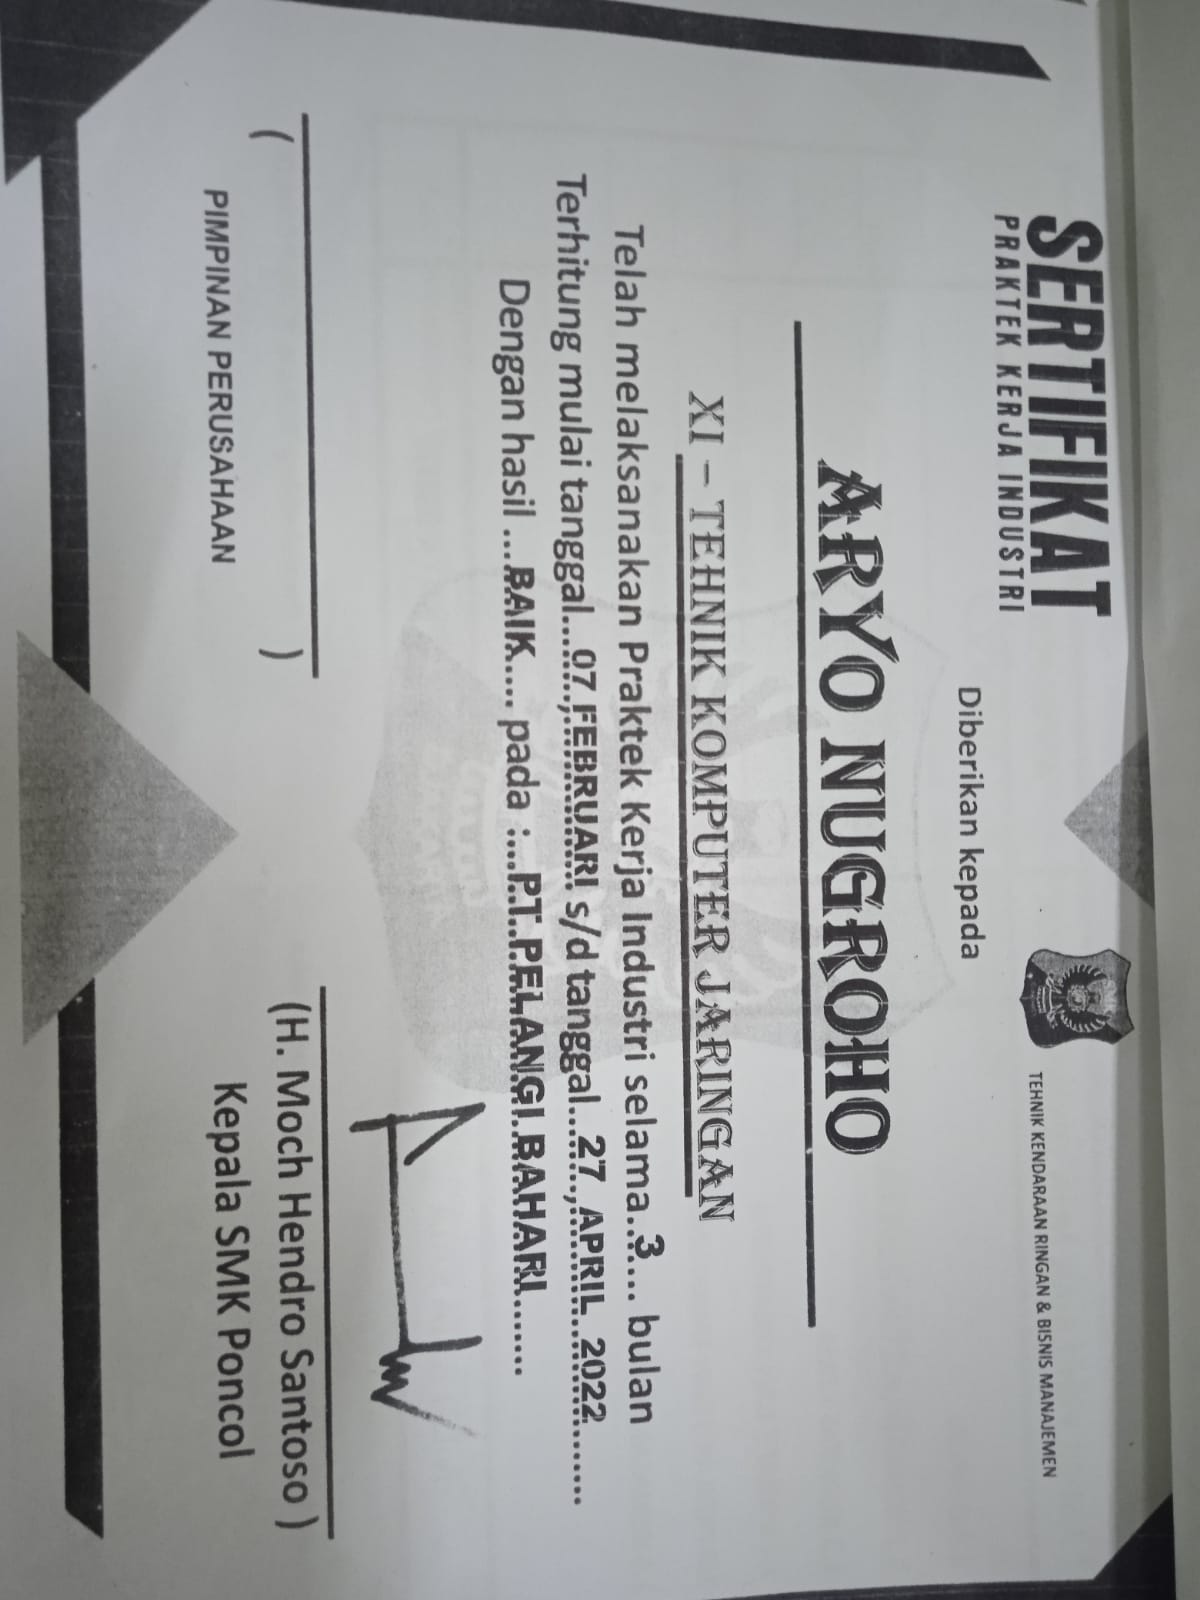 SERTIFIKAT
PRAKTEK KERJA INDUSTRI
TEHNIK KENDARAAN RINGAN & BISNIS MANAJEMEN
Diberikan kepada
ARYO NUGROHO
XI – TEHNIK KOMPUTER JARINGAN
Telah melaksanakan Praktek Kerja Industri selama..3.... bulan
Terhitung mulai tanggal....07 FEBRUARI s/d tanggal....27 APRIL 2022........
Dengan hasil ....BAIK.... pada :....PT. PELANGI BAHARI.......
( )
PIMPINAN PERUSAHAAN
(H. Moch Hendro Santoso )
Kepala SMK Poncol